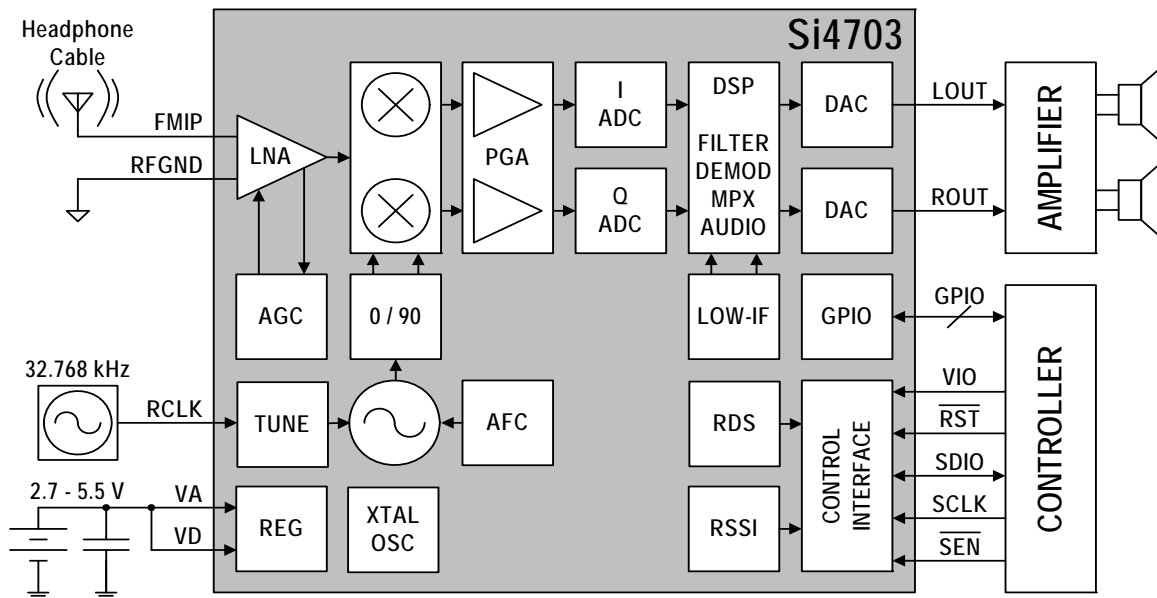 Headphone
Cable
Si4703
FMIP
RFGND
LNA
PGA
I
ADC
Q
ADC
DSP
FILTER
DEMOD
MPX
AUDIO
DAC
DAC
LOUT
ROUT
AMPLIFIER
AGC
0 / 90
LOW-IF
GPIO
GPIO
32.768 kHz
RCLK
TUNE
AFC
RDS
CONTROL
INTERFACE
VIO
RST
SDIO
SCLK
SEN
CONTROLLER
2.7 - 5.5 V
VA
VD
REG
XTAL
OSC
RSSI